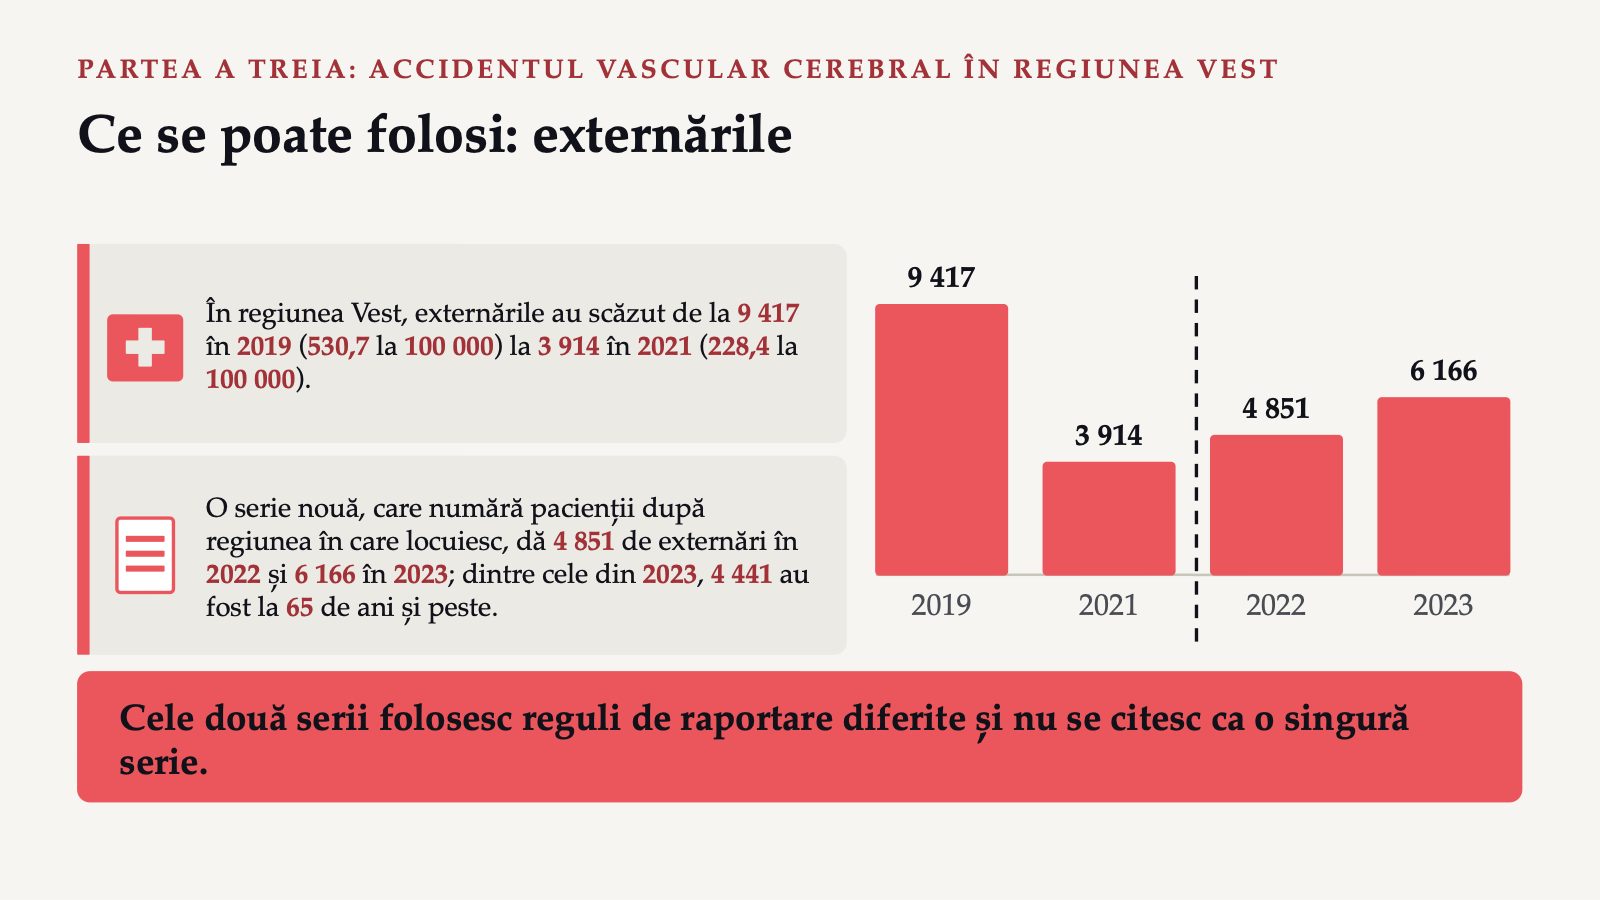 PARTEA A TREIA: ACCIDENTUL VASCULAR CEREBRAL ÎN REGIUNEA VEST
Ce se poate folosi: externările
În regiunea Vest, externările au scăzut de la 9 417
în 2019 (530,7 la 100 000) la 3 914 în 2021 (228,4 la
100 000).
O serie nouă, care numără pacienții după
regiunea în care locuiesc, dă 4 851 de externări în
2022 și 6 166 în 2023; dintre cele din 2023, 4 441 au
fost la 65 de ani și peste.
9 417
3 914
4 851
6 166
2019
2021
2022
2023
Cele două serii folosesc reguli de raportare diferite și nu se citesc ca o singură
serie.